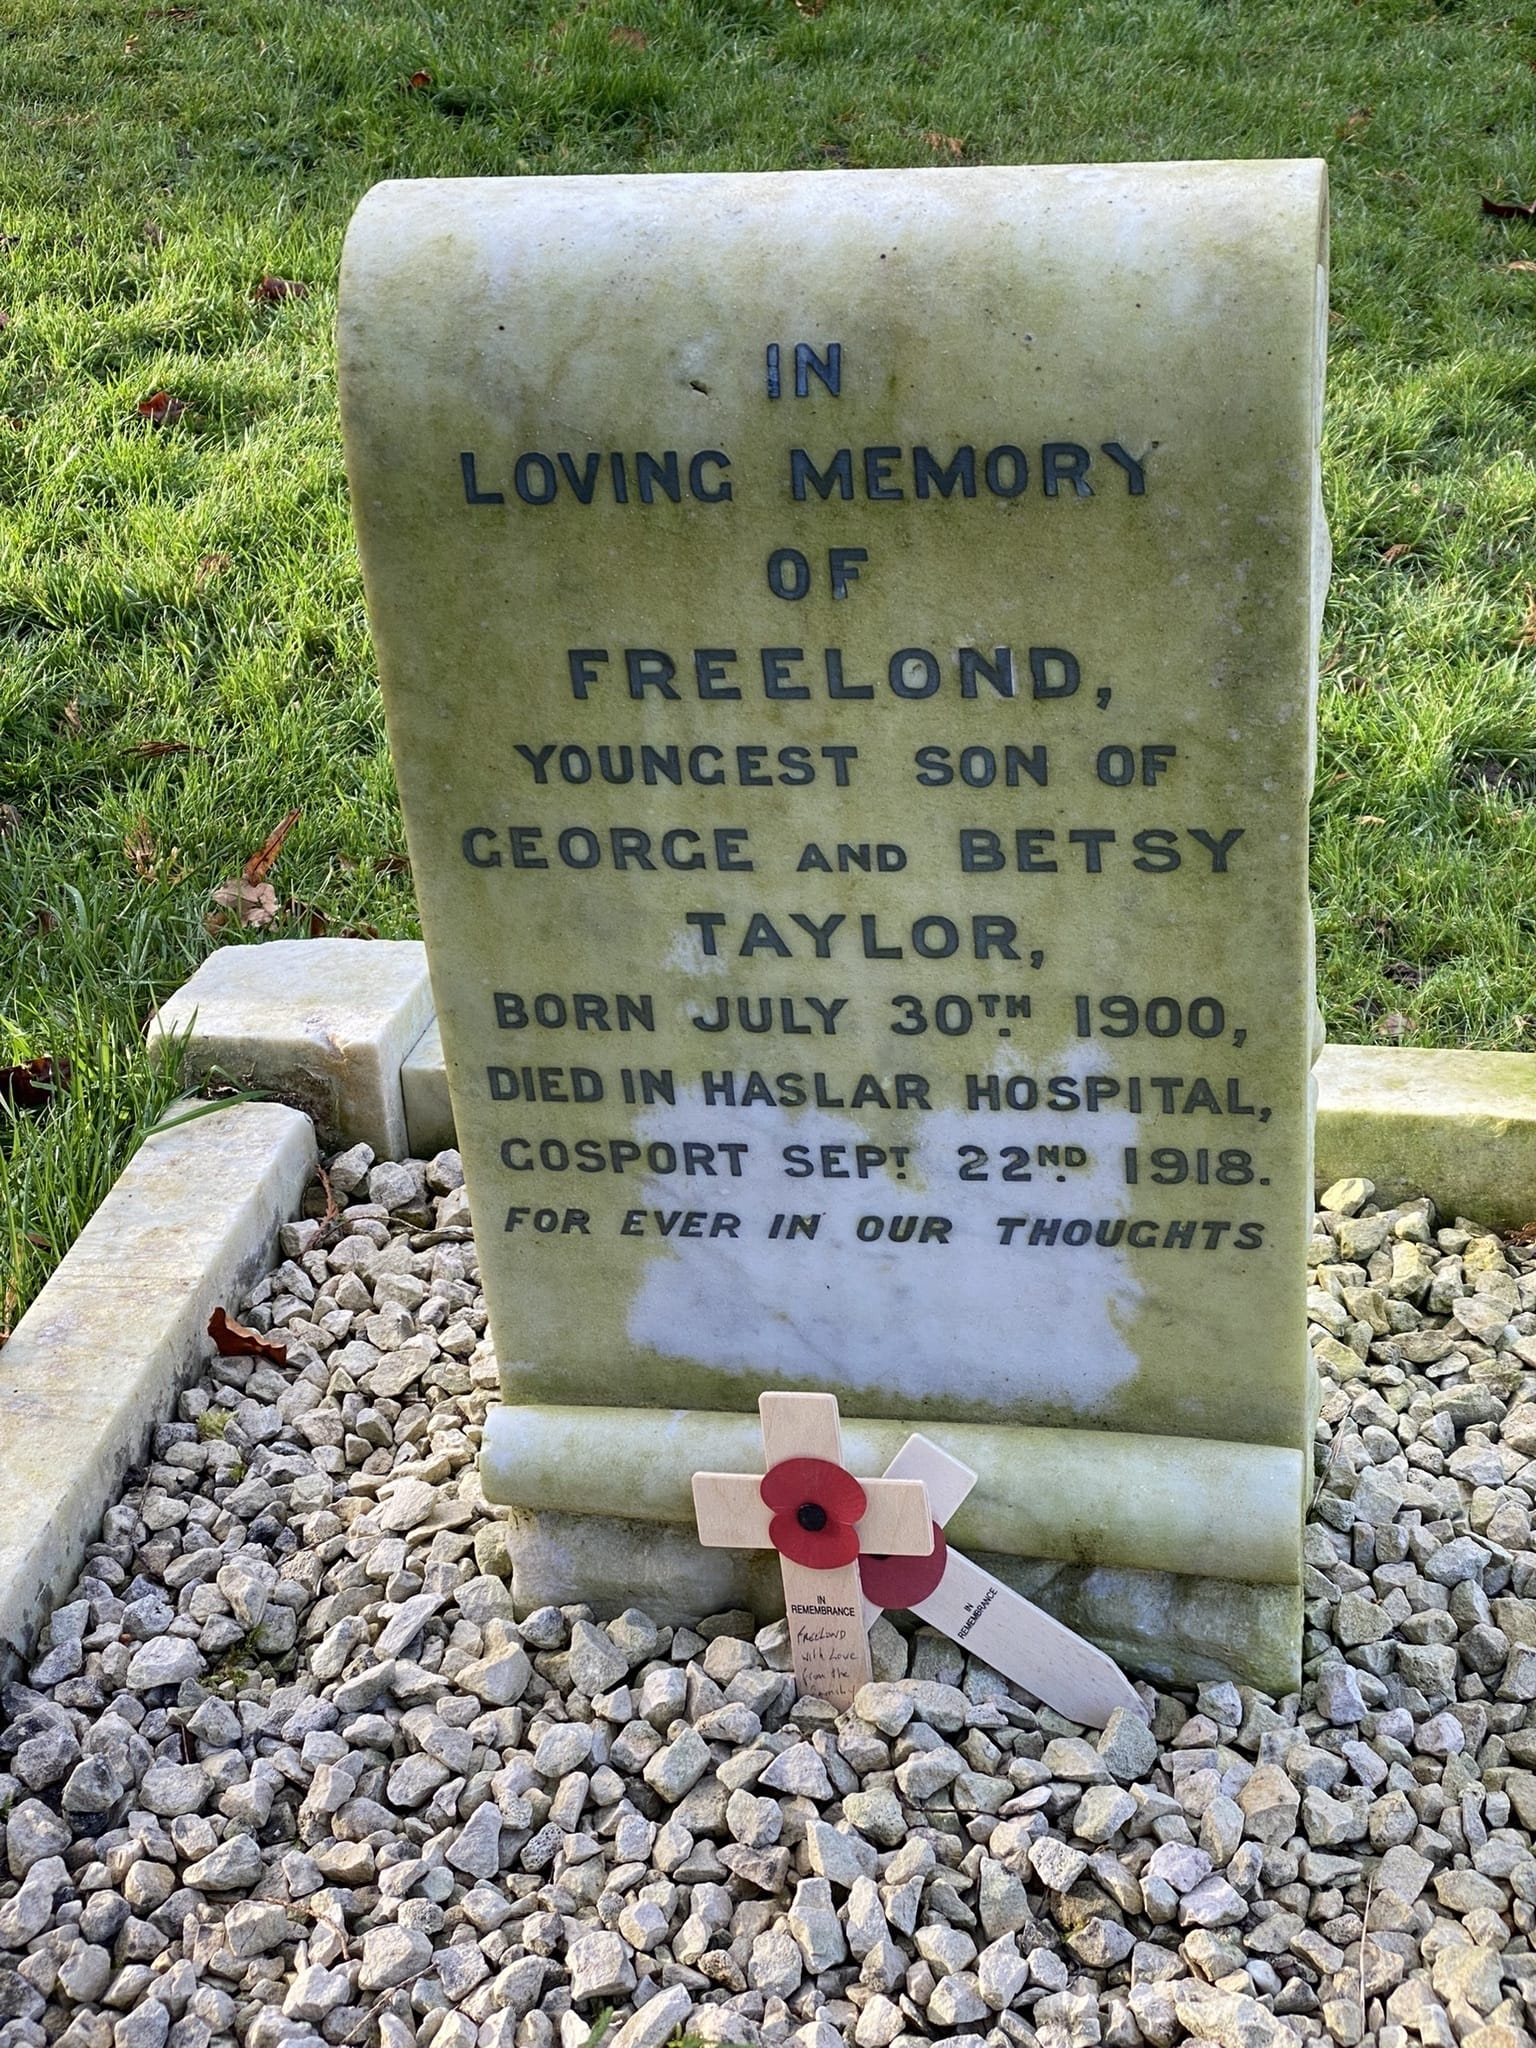 IN
LOVING MEMORY
OF
FREELOND,
YOUNGEST SON OF
GEORGE AND BETSY
TAYLOR,
BORN JULY 30TH. 1900,
DIED IN HASLAR HOSPITAL,
GOSPORT SEPT. 22ND. 1918.
FOR EVER IN OUR THOUGHTS
IN
REMEMBRANCE
Freelond
with Love
from the
family
IN
REMEMBRANCE